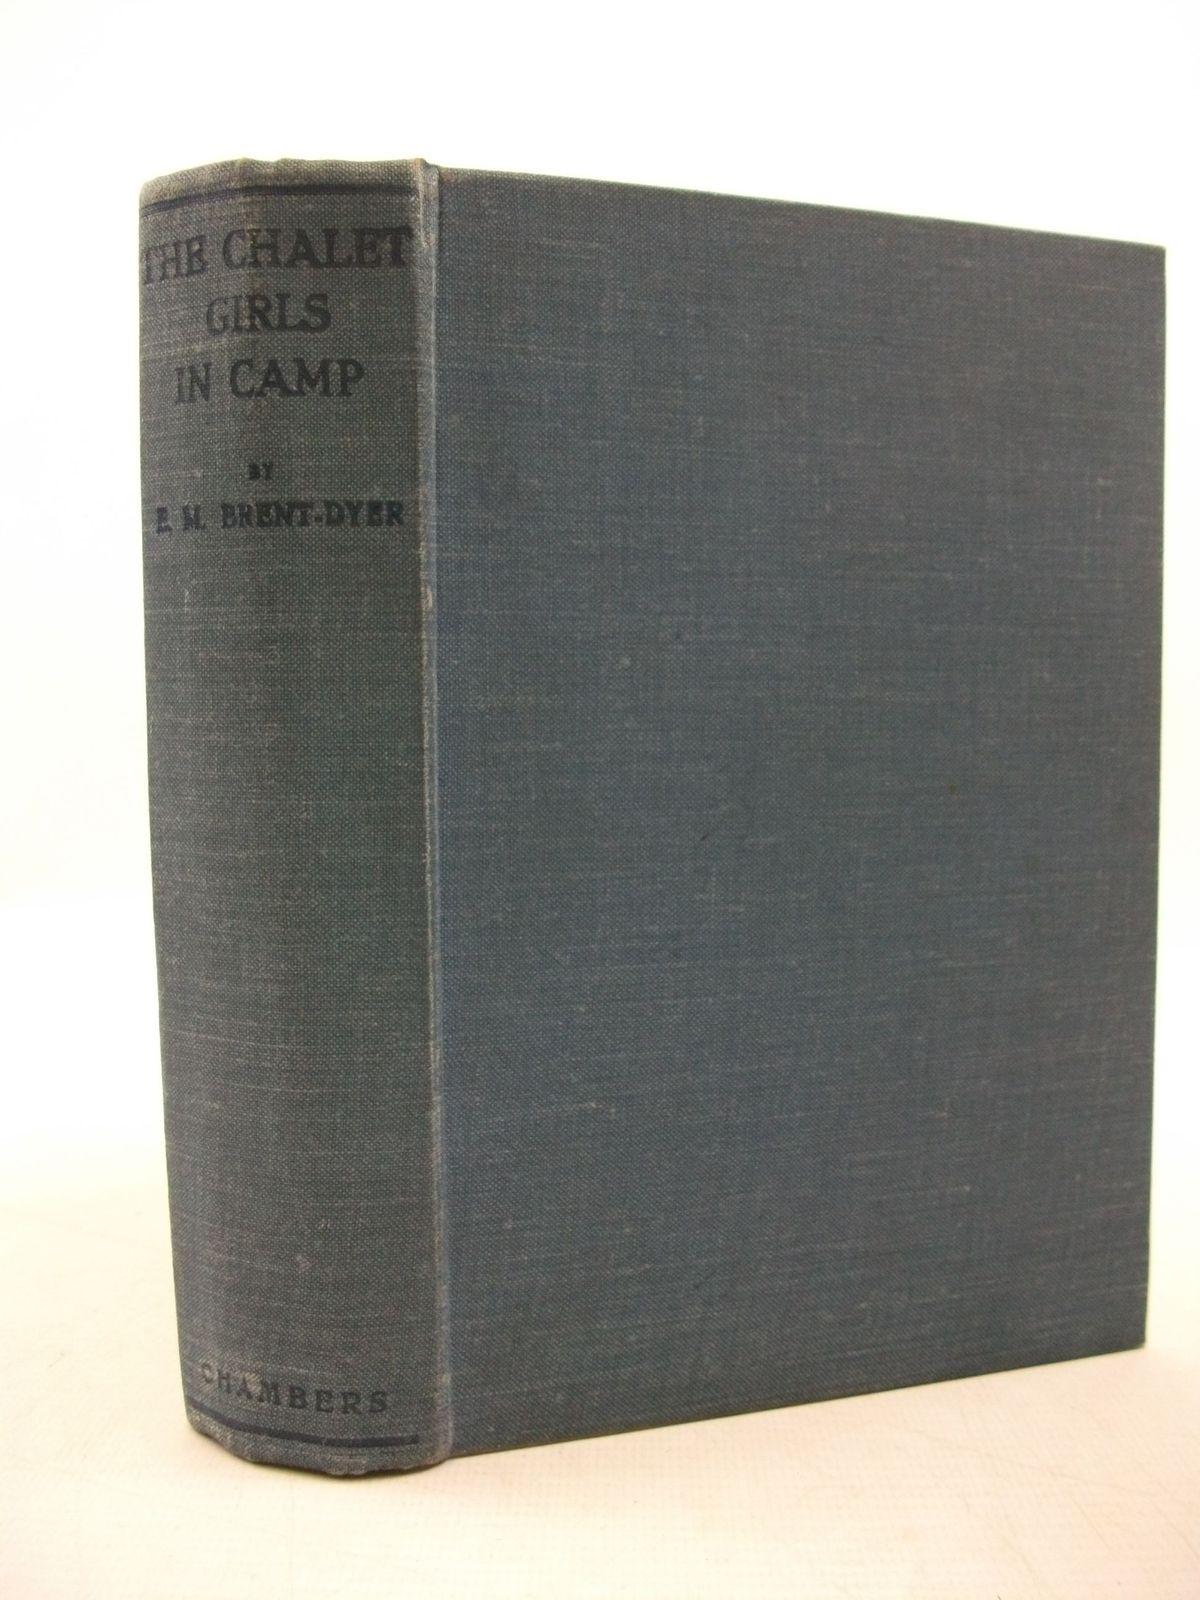 THE CHALET
GIRLS
IN CAMP
BY
E. M. BRENT-DYER
CHAMBERS